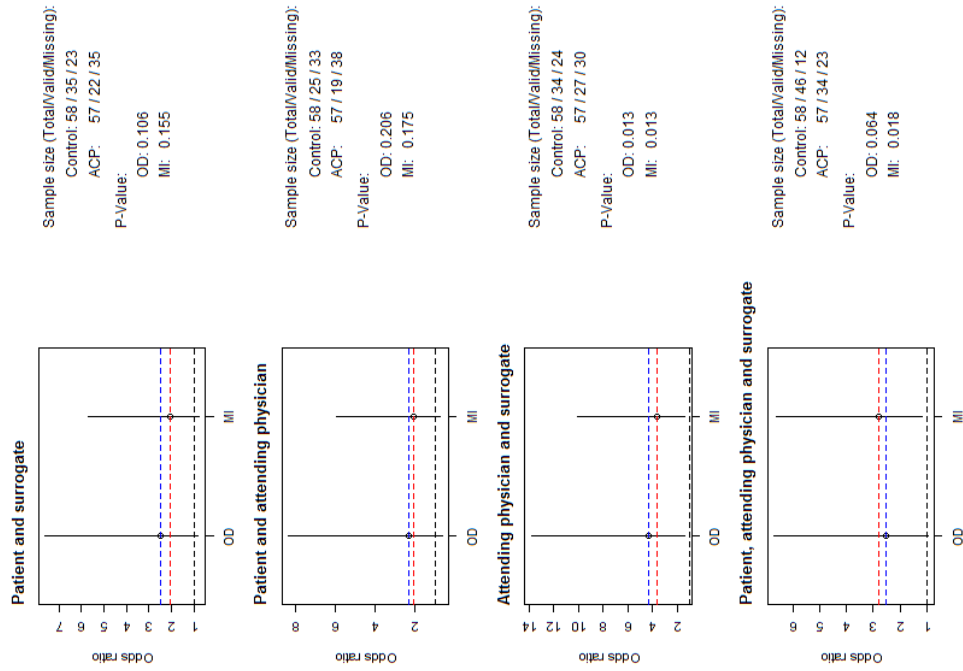 Patient and surrogate
Odds ratio
7
6
5
4
3
2
1
OD
MI
Sample size (Total/Valid/Missing):
Control: 58 / 35 / 23
ACP: 57 / 22 / 35
P-Value:
OD: 0.106
MI: 0.155
Patient and attending physician
Odds ratio
8
6
4
2
OD
MI
Sample size (Total/Valid/Missing):
Control: 58 / 25 / 33
ACP: 57 / 19 / 38
P-Value:
OD: 0.206
MI: 0.175
Attending physician and surrogate
Odds ratio
14
12
10
8
6
4
2
OD
MI
Sample size (Total/Valid/Missing):
Control: 58 / 34 / 24
ACP: 57 / 27 / 30
P-Value:
OD: 0.013
MI: 0.013
Patient, attending physician and surrogate
Odds ratio
6
5
4
3
2
1
OD
MI
Sample size (Total/Valid/Missing):
Control: 58 / 46 / 12
ACP: 57 / 34 / 23
P-Value:
OD: 0.064
MI: 0.018